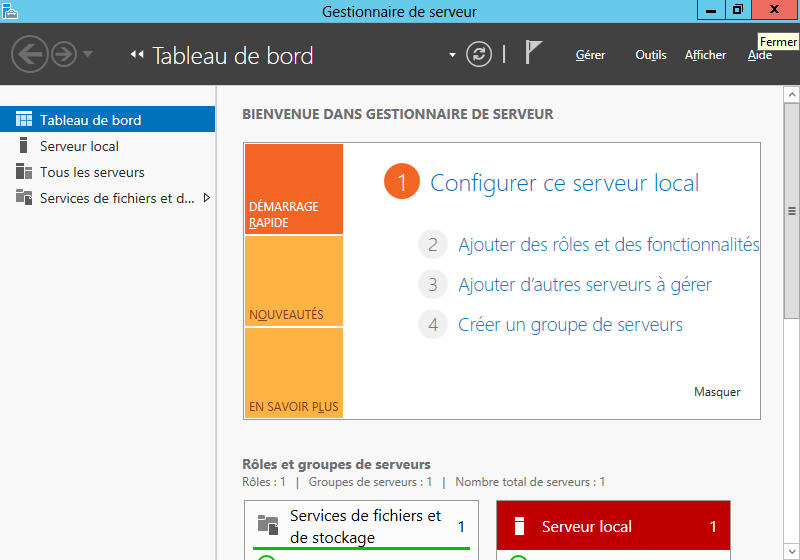 Gestionnaire de serveur
Fermer
Tableau de bord
Gérer
Outils
Afficher
Aide
Tableau de bord
Serveur local
Tous les serveurs
Services de fichiers et d...
BIENVENUE DANS GESTIONNAIRE DE SERVEUR
DÉMARRAGE
RAPIDE
NOUVEAUTÉS
EN SAVOIR PLUS
1 Configurer ce serveur local
2 Ajouter des rôles et des fonctionnalités
3 Ajouter d'autres serveurs à gérer
4 Créer un groupe de serveurs
Masquer
Rôles et groupes de serveurs
Rôles : 1 | Groupes de serveurs : 1 | Nombre total de serveurs : 1
Services de fichiers et
de stockage
1
Serveur local 1